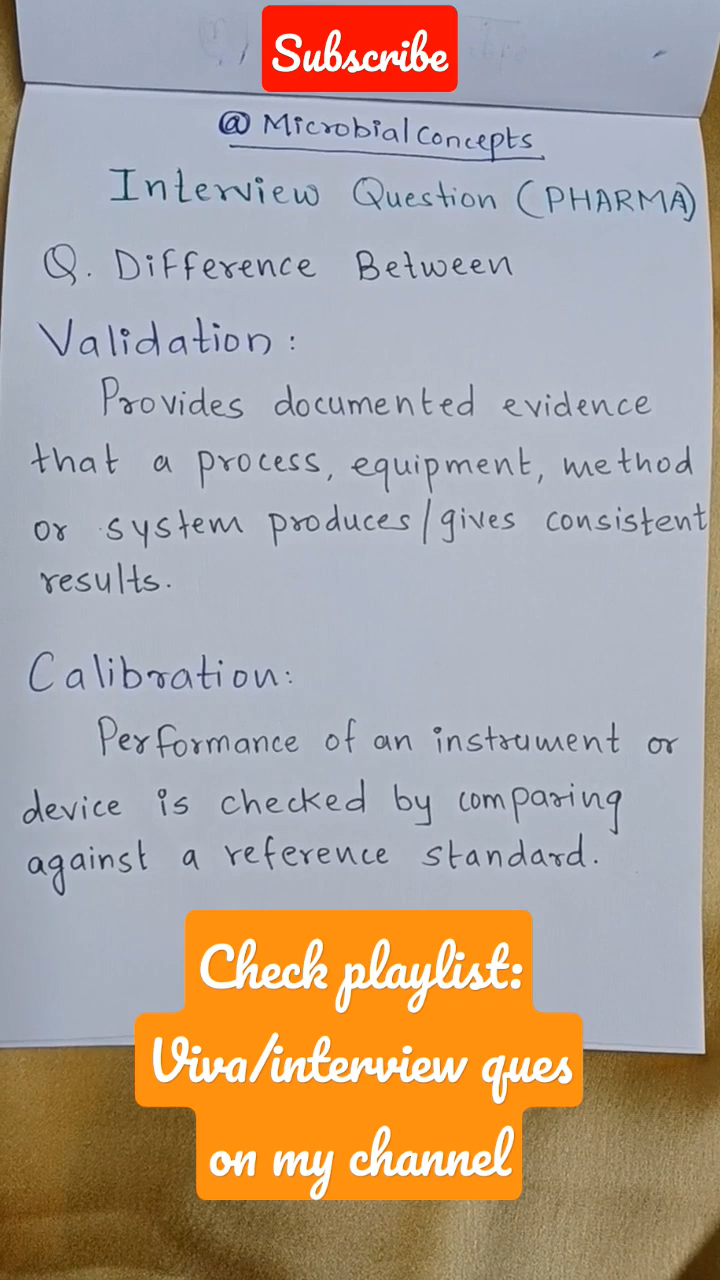 Subscribe
@ Microbial Concepts
Interview Question (PHARMA)
Q. Difference Between
Validation:
Provides documented evidence
that a process, equipment, method
or system produces/gives consistent
results.
Calibration:
Performance of an instrument or
device is checked by comparing
against a reference standard.
Check playlist:
Viva/interview ques
on my channel